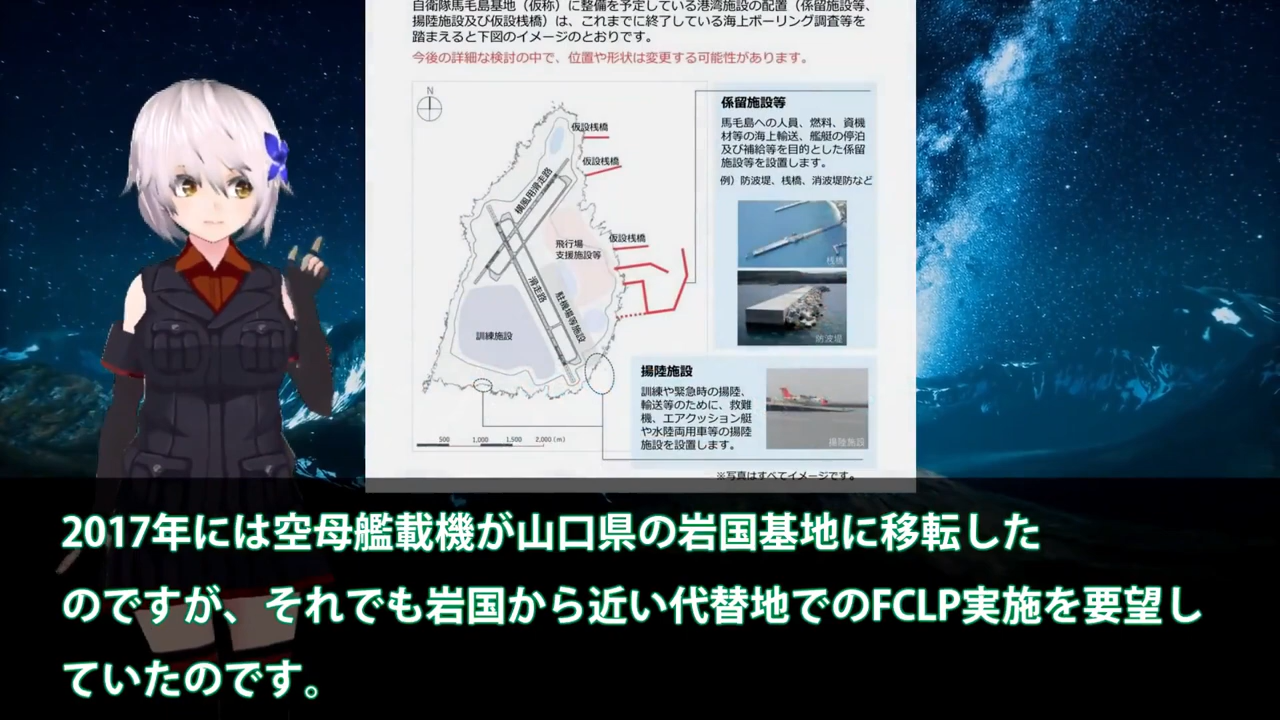 自衛隊馬毛島基地（仮称）に整備を予定している港湾施設の配置（係留施設等、
揚陸施設及び仮設桟橋）は、これまでに終了している海上ボーリング調査等を
踏まえると下図のイメージのとおりです。
今後の詳細な検討の中で、位置や形状は変更する可能性があります。
N
仮設桟橋
仮設桟橋
横風用滑走路
仮設桟橋
飛行場
支援施設等
滑走路
駐機場等施設
訓練施設
500 1,000 1,500 2,000 (m)
係留施設等
馬毛島への人員、燃料、資機
材等の海上輸送、艦艇の停泊
及び補給等を目的とした係留
施設等を設置します。
例）防波堤、桟橋、消波堤防など
桟橋
防波堤
揚陸施設
訓練や緊急時の揚陸、
輸送等のために、救難
機、エアクッション艇
や水陸両用車等の揚陸
施設を設置します。
揚陸施設
※写真はすべてイメージです。
2017年には空母艦載機が山口県の岩国基地に移転した
のですが、それでも岩国から近い代替地でのFCLP実施を要望し
ていたのです。